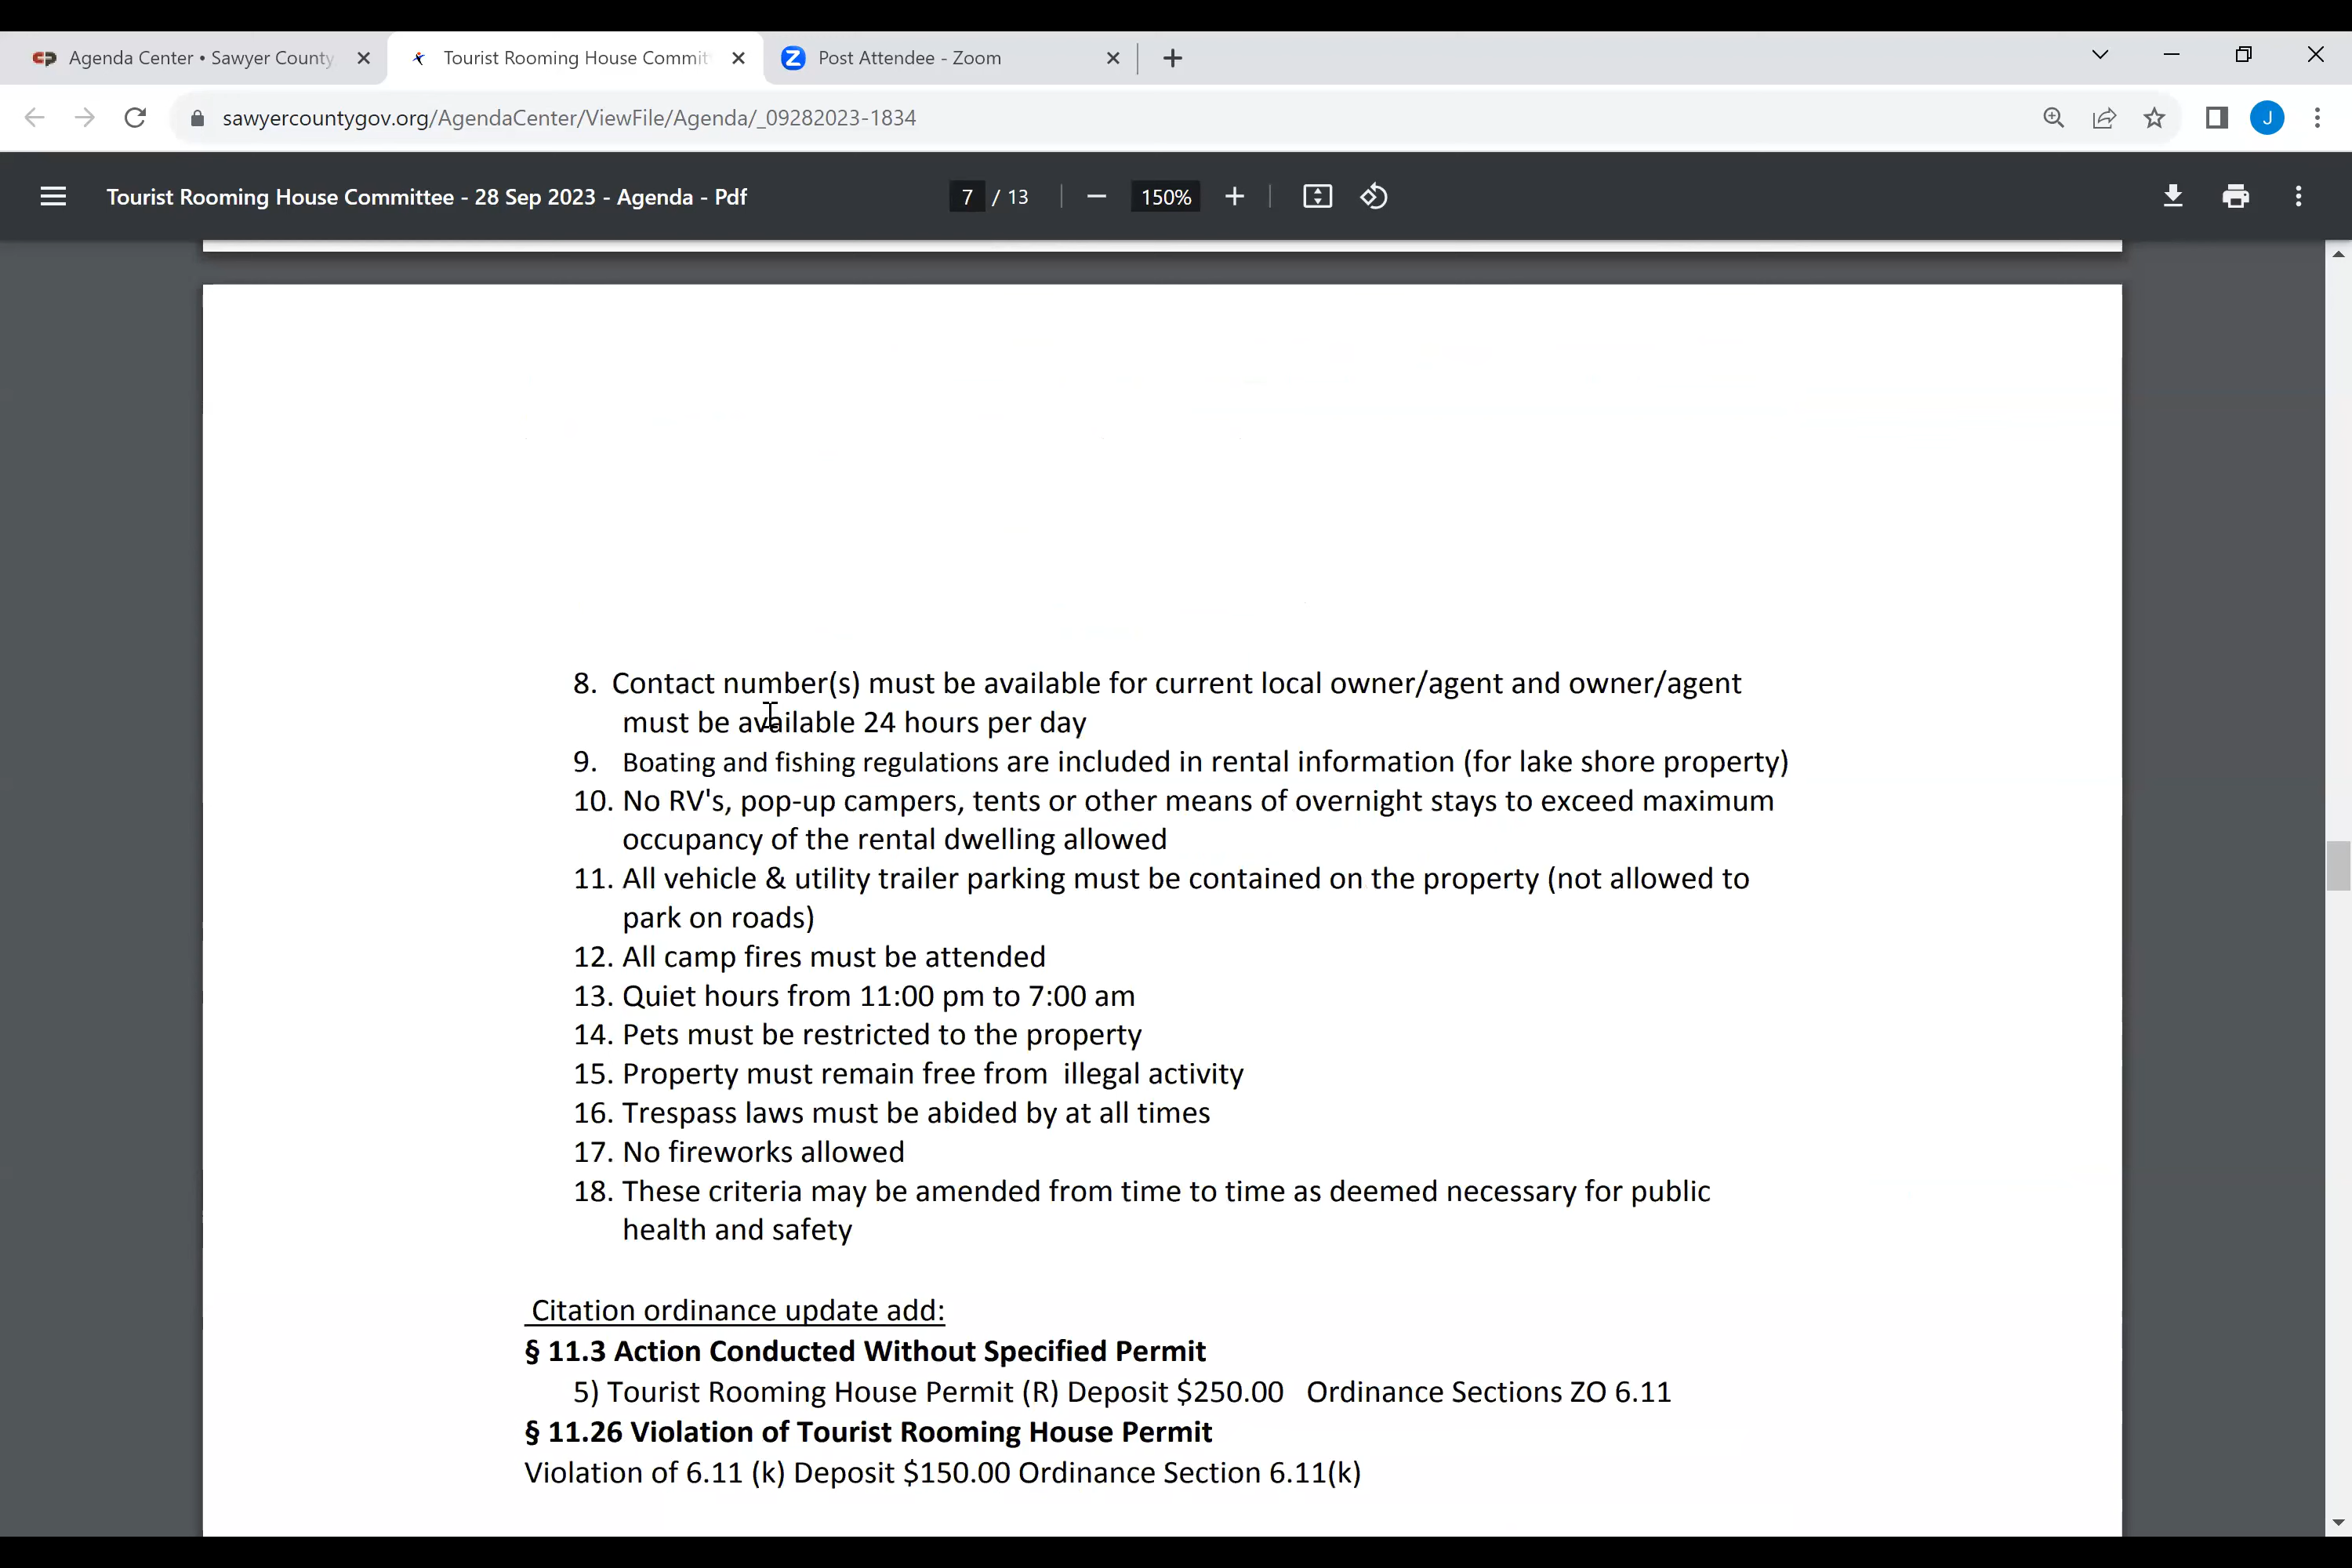 Agenda Center • Sawyer County
Tourist Rooming House Commit
Post Attendee - Zoom
sawyercountygov.org/AgendaCenter/ViewFile/Agenda/_09282023-1834
J
Tourist Rooming House Committee - 28 Sep 2023 - Agenda - Pdf
7 / 13
150%
8. Contact number(s) must be available for current local owner/agent and owner/agent
must be available 24 hours per day
9. Boating and fishing regulations are included in rental information (for lake shore property)
10. No RV's, pop-up campers, tents or other means of overnight stays to exceed maximum
occupancy of the rental dwelling allowed
11. All vehicle & utility trailer parking must be contained on the property (not allowed to
park on roads)
12. All camp fires must be attended
13. Quiet hours from 11:00 pm to 7:00 am
14. Pets must be restricted to the property
15. Property must remain free from illegal activity
16. Trespass laws must be abided by at all times
17. No fireworks allowed
18. These criteria may be amended from time to time as deemed necessary for public
health and safety
Citation ordinance update add:
§ 11.3 Action Conducted Without Specified Permit
5) Tourist Rooming House Permit (R) Deposit $250.00 Ordinance Sections ZO 6.11
§ 11.26 Violation of Tourist Rooming House Permit
Violation of 6.11 (k) Deposit $150.00 Ordinance Section 6.11(k)